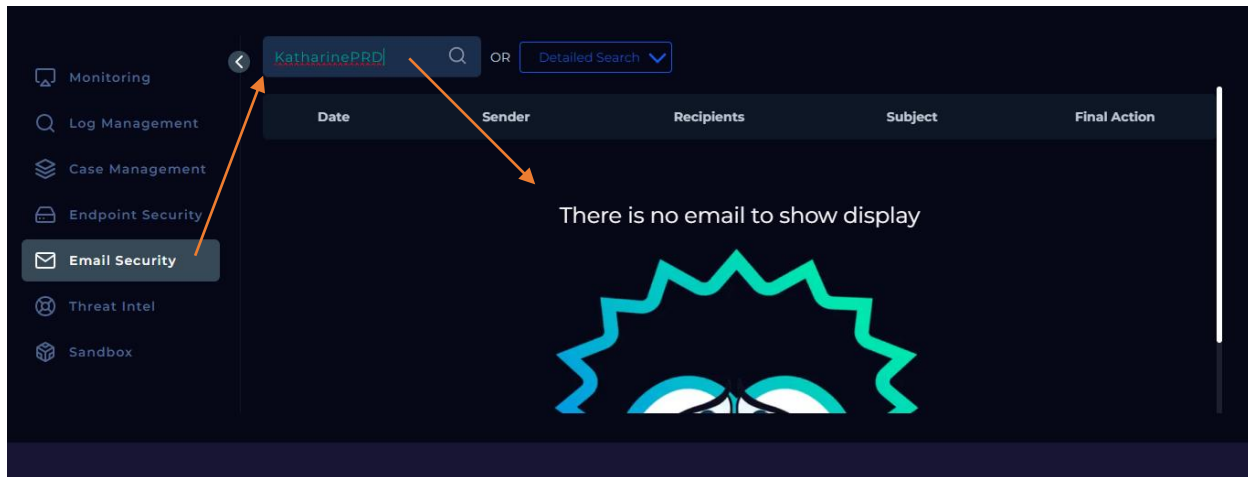 KatharinePRD
OR
Detailed Search
Monitoring
Log Management
Case Management
Endpoint Security
Email Security
Threat Intel
Sandbox
Date Sender Recipients Subject Final Action
There is no email to show display